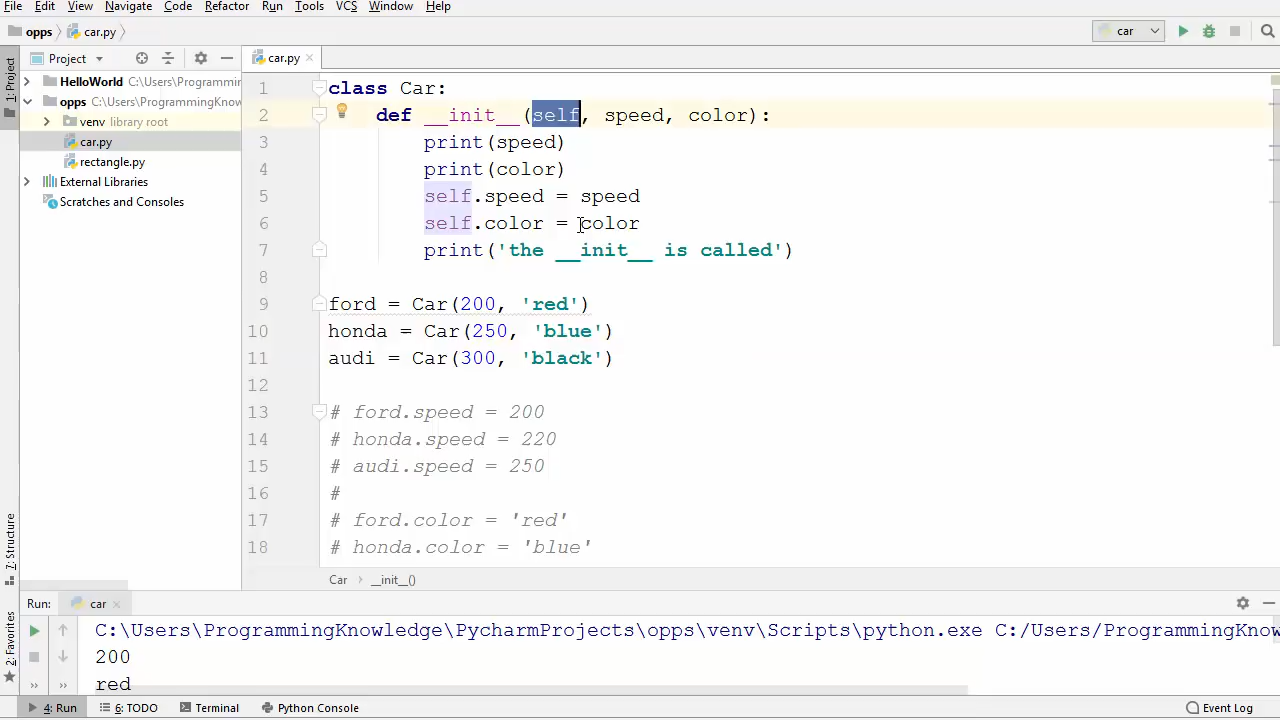 File Edit View Navigate Code Refactor Run Tools VCS Window Help
opps car.py car
Project car.py
1: Project
HelloWorld C:\Users\Programmin
opps C:\Users\ProgrammingKnow
venv library root
car.py
rectangle.py
External Libraries
Scratches and Consoles
1 class Car:
2 def __init__(self, speed, color):
3 print(speed)
4 print(color)
5 self.speed = speed
6 self.color = color
7 print('the __init__ is called')
8
9 ford = Car(200, 'red')
10 honda = Car(250, 'blue')
11 audi = Car(300, 'black')
12
13 # ford.speed = 200
14 # honda.speed = 220
15 # audi.speed = 250
16 #
17 # ford.color = 'red'
18 # honda.color = 'blue'
Car __init__()
7: Structure
2: Favorites
Run: car
C:\Users\ProgrammingKnowledge\PycharmProjects\opps\venv\Scripts\python.exe C:/Users/ProgrammingKnow
200
red
4: Run 6: TODO Terminal Python Console Event Log